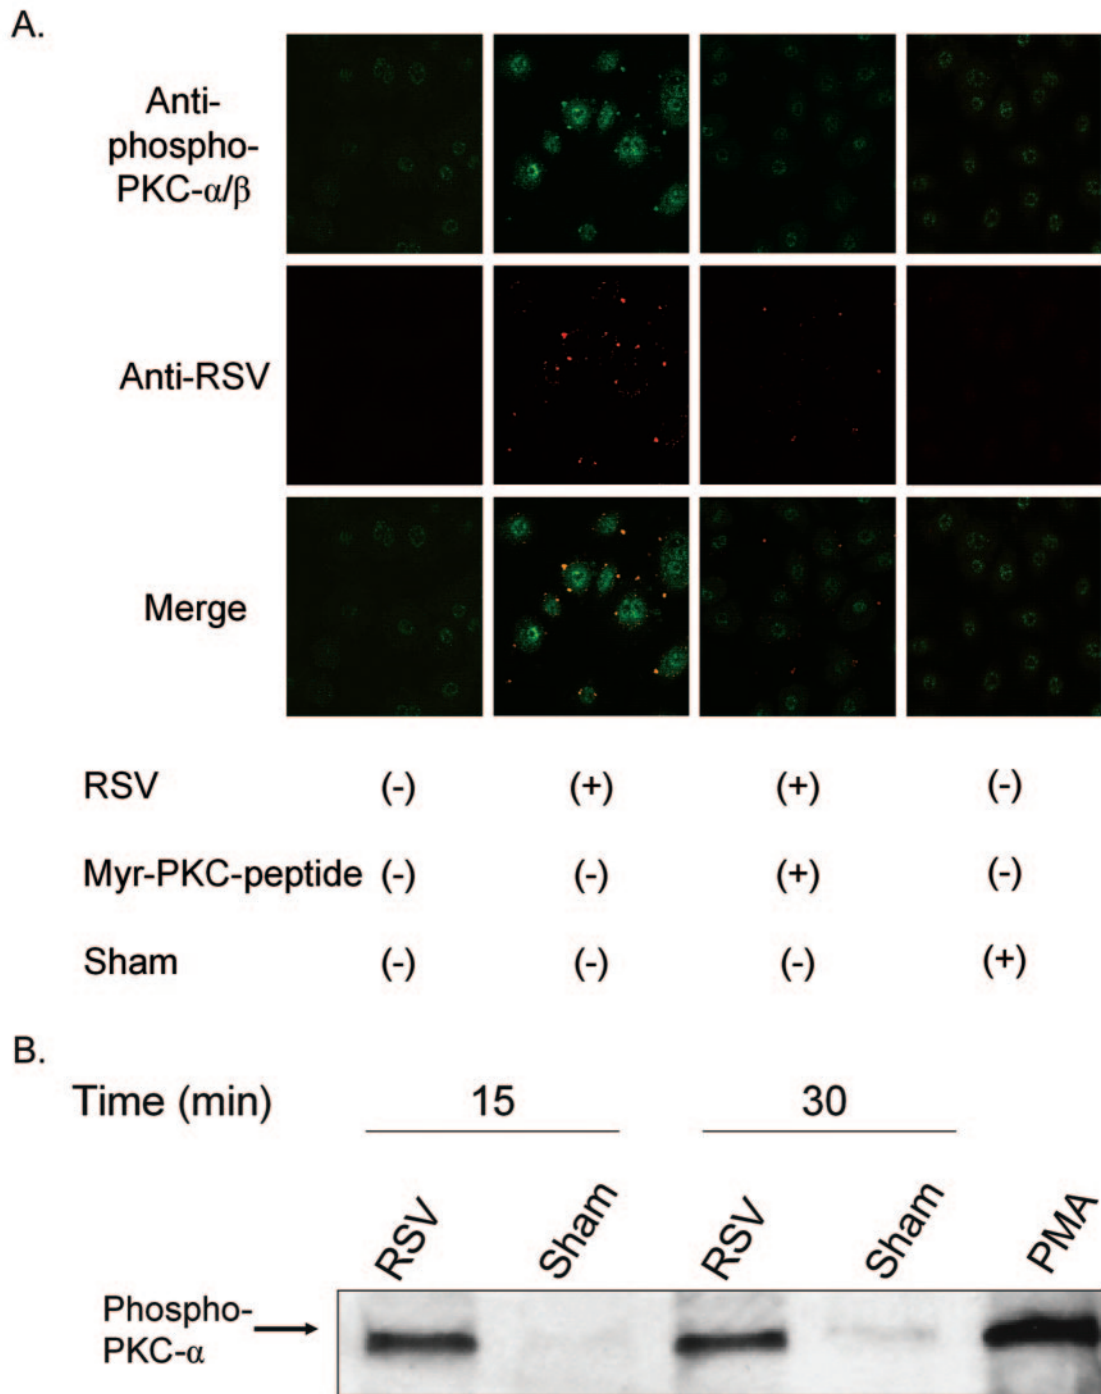 A.
Anti-
phospho-
PKC-α/β
Anti-RSV
Merge
RSV (-) (+) (+) (-)
Myr-PKC-peptide (-) (-) (+) (-)
Sham (-) (-) (-) (+)
B.
Time (min) 15 30
RSV Sham RSV Sham PMA
Phospho-
PKC-α